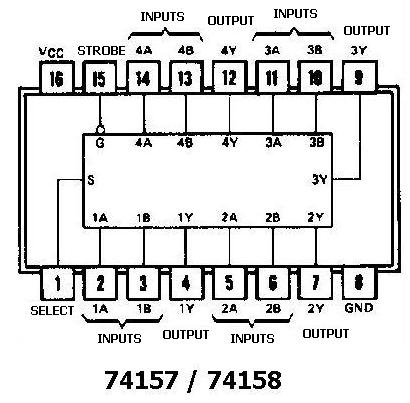 INPUTS OUTPUT INPUTS OUTPUT
VCC STROBE 4A 4B 4Y 3A 3B 3Y
16 15 14 13 12 11 10 9
G 4A 4B 4Y 3A 3B
S 3Y
1A 1B 1Y 2A 2B 2Y
1 2 3 4 5 6 7 8
SELECT 1A 1B 1Y 2A 2B 2Y GND
INPUTS OUTPUT INPUTS OUTPUT
74157 / 74158